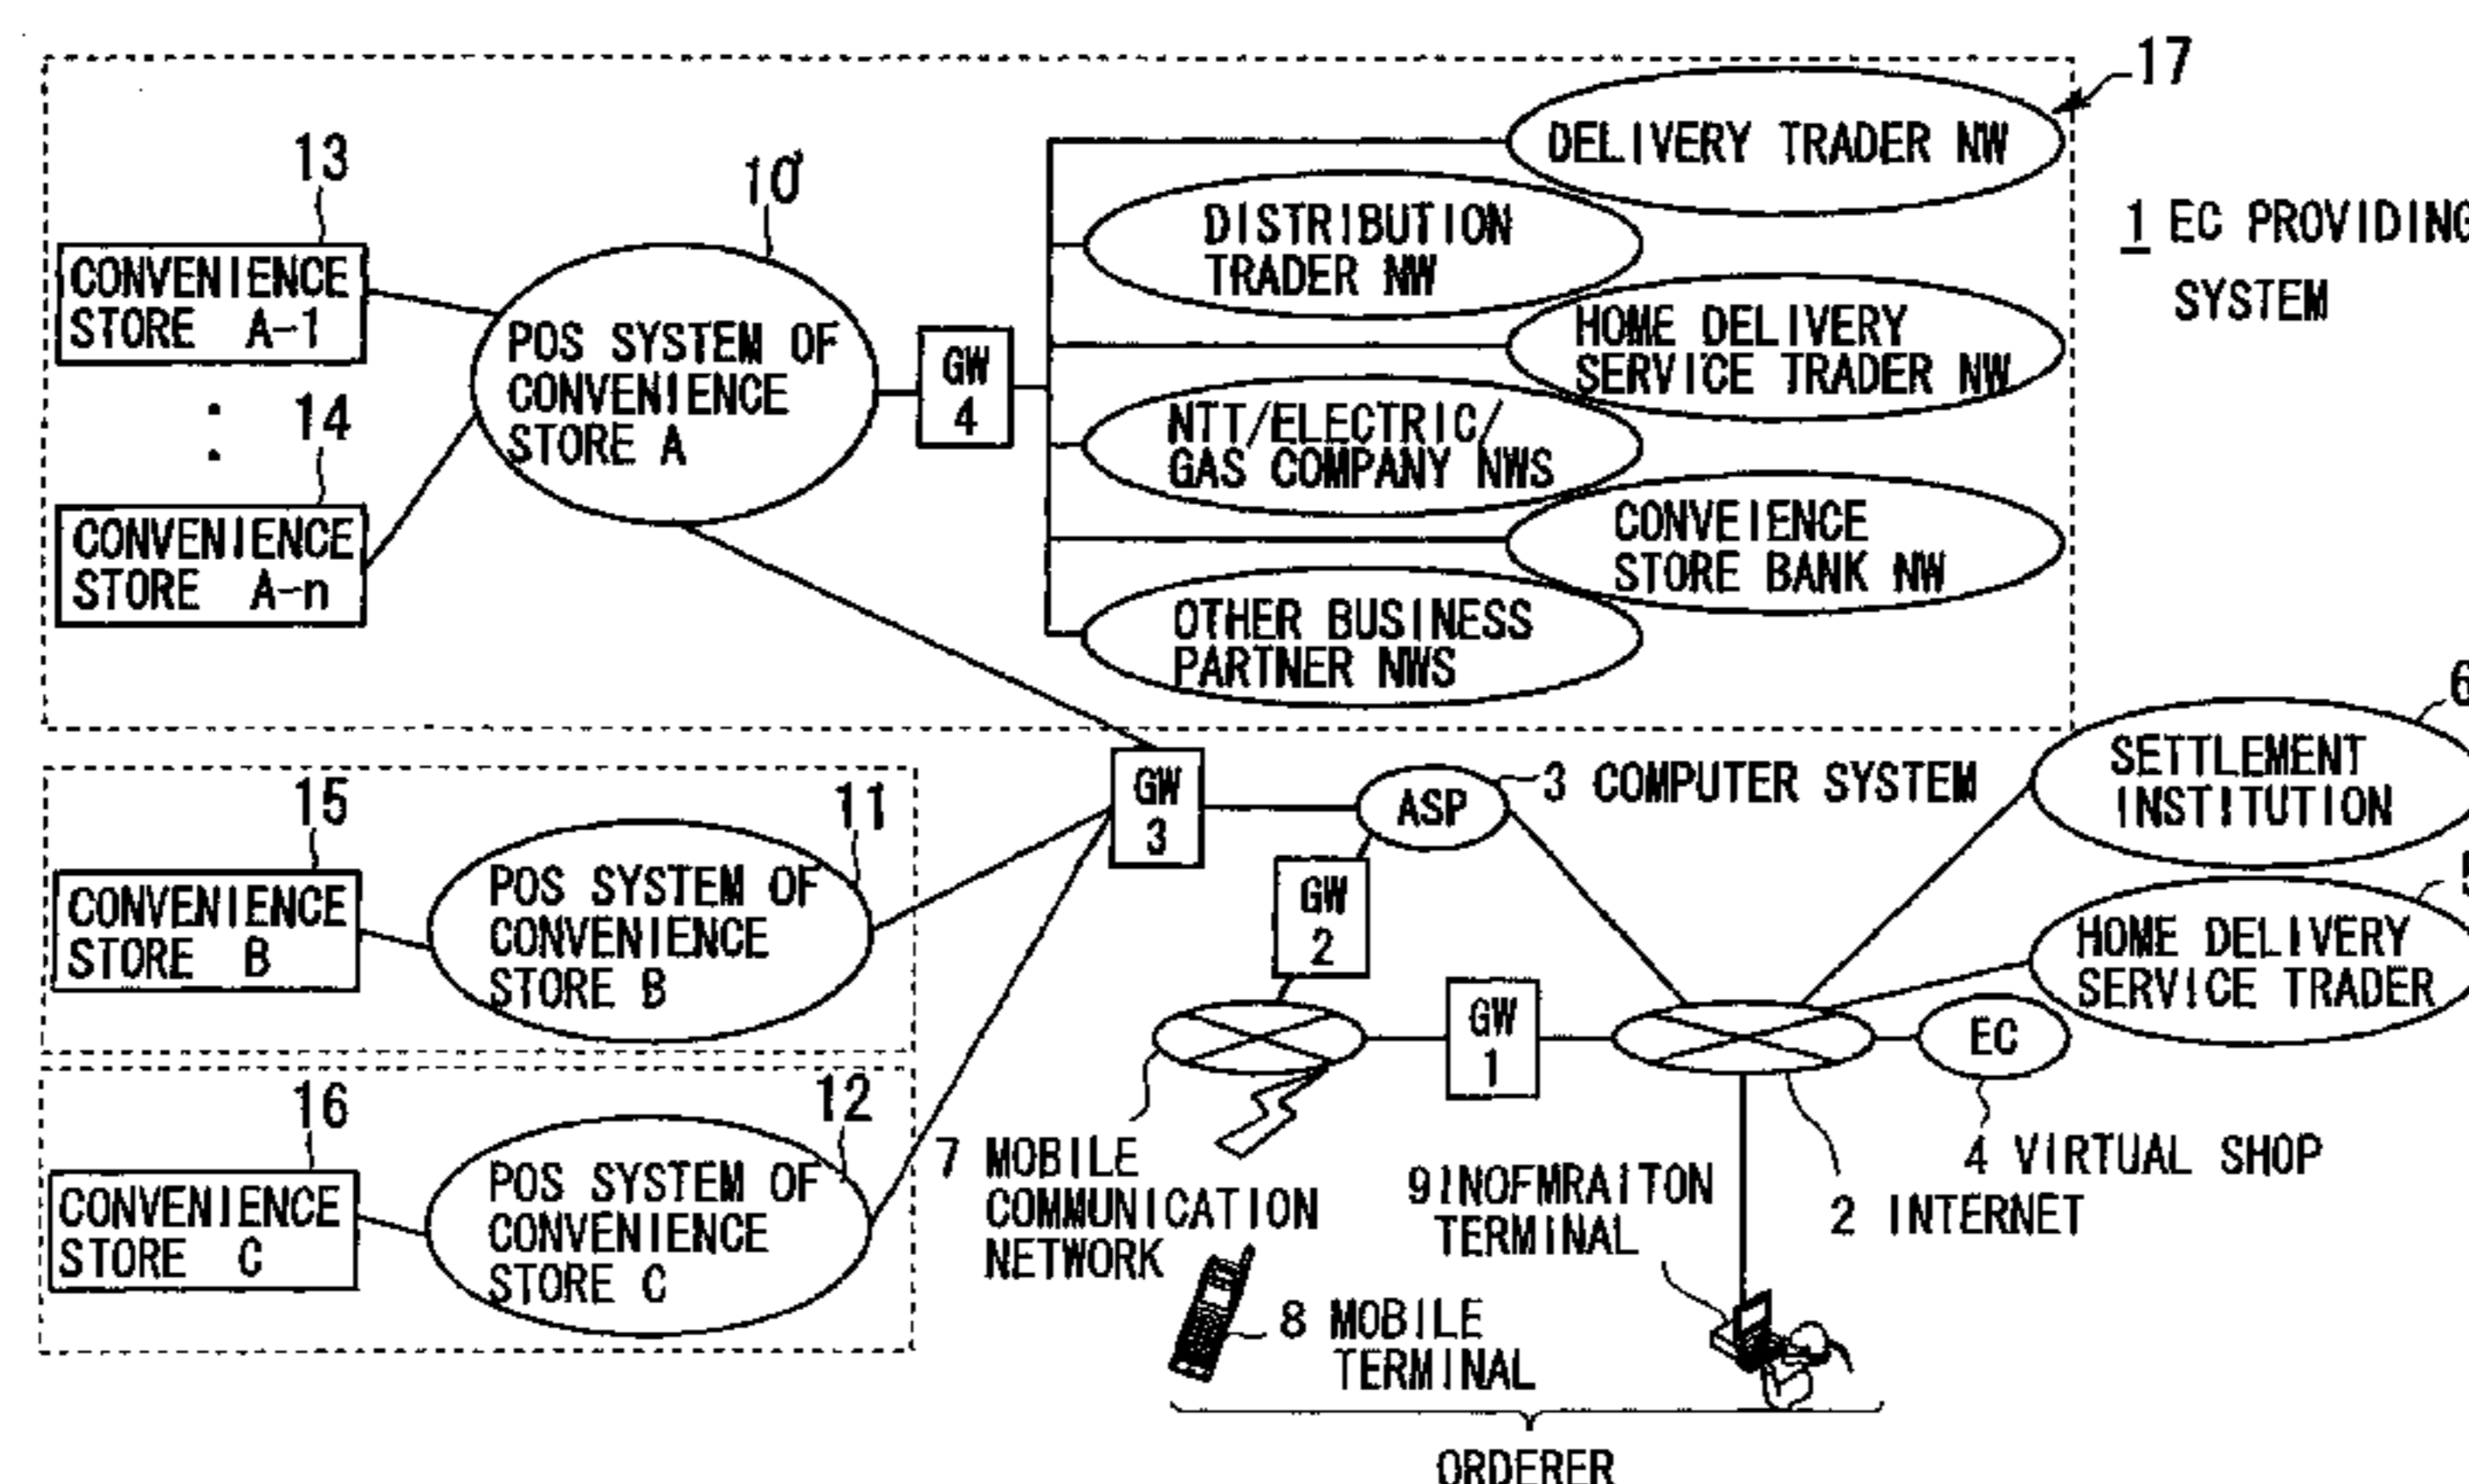 17
DELIVERY TRADER NW
1 EC PROVIDING
SYSTEM
13
CONVENIENCE
STORE A-1
10'
POS SYSTEM OF
CONVENIENCE
STORE A
GW
4
DISTRIBUTION
TRADER NW
HOME DELIVERY
SERVICE TRADER NW
:
14
CONVENIENCE
STORE A-n
NTT/ELECTRIC/
GAS COMPANY NWS
CONVEIENCE
STORE BANK NW
OTHER BUSINESS
PARTNER NWS
6
SETTLEMENT
INSTITUTION
15
CONVENIENCE
STORE B
11
POS SYSTEM OF
CONVENIENCE
STORE B
GW
3
ASP
3 COMPUTER SYSTEM
GW
2
5
HOME DELIVERY
SERVICE TRADER
GW
1
EC
4 VIRTUAL SHOP
2 INTERNET
16
CONVENIENCE
STORE C
12
POS SYSTEM OF
CONVENIENCE
STORE C
7 MOBILE
COMMUNICATION
NETWORK
9 INOFMRAITON
TERMINAL
8 MOBILE
TERMINAL
ORDERER